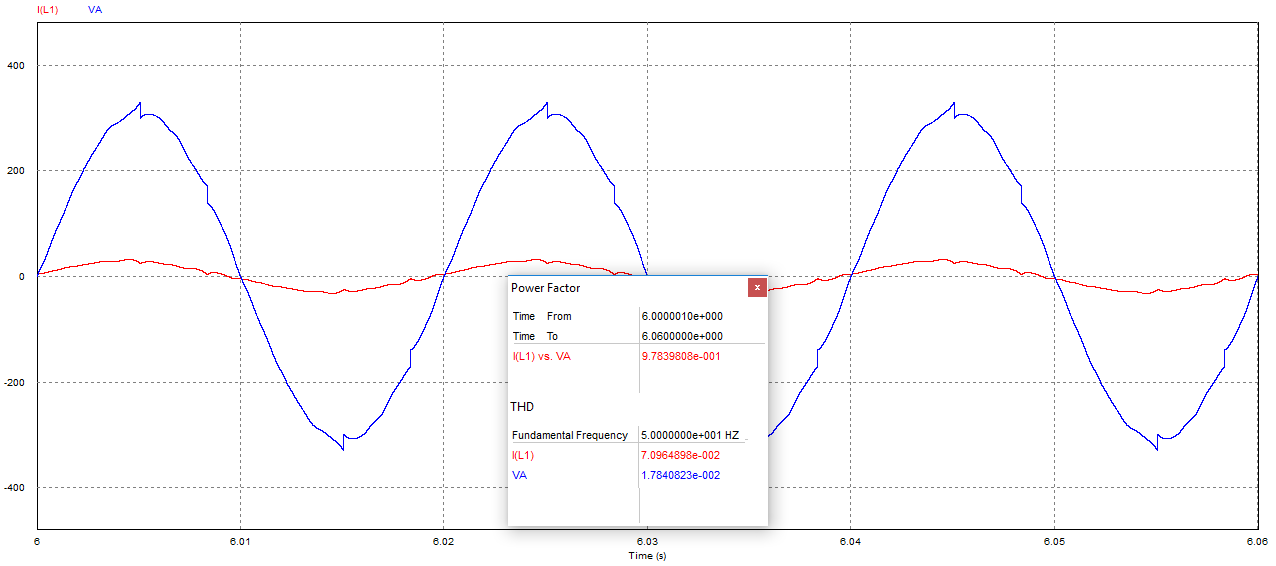 I(L1) VA
400
200
0
-200
-400
Power Factor x
Time From 6.0000010e+000
Time To 6.0600000e+000
I(L1) vs. VA 9.7839808e-001
THD
Fundamental Frequency 5.0000000e+001 HZ
I(L1) 7.0964898e-002
VA 1.7840823e-002
6 6.01 6.02 6.03 6.04 6.05 6.06
Time (s)